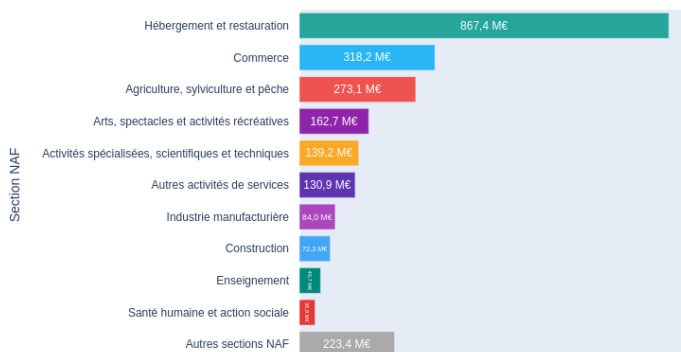 Section NAF
Hébergement et restauration 867,4 M€
Commerce 318,2 M€
Agriculture, sylviculture et pêche 273,1 M€
Arts, spectacles et activités récréatives 162,7 M€
Activités spécialisées, scientifiques et techniques 139,2 M€
Autres activités de services 130,9 M€
Industrie manufacturière 84,0 M€
Construction 72,3 M€
Enseignement M€
Santé humaine et action sociale M€
Autres sections NAF 223,4 M€